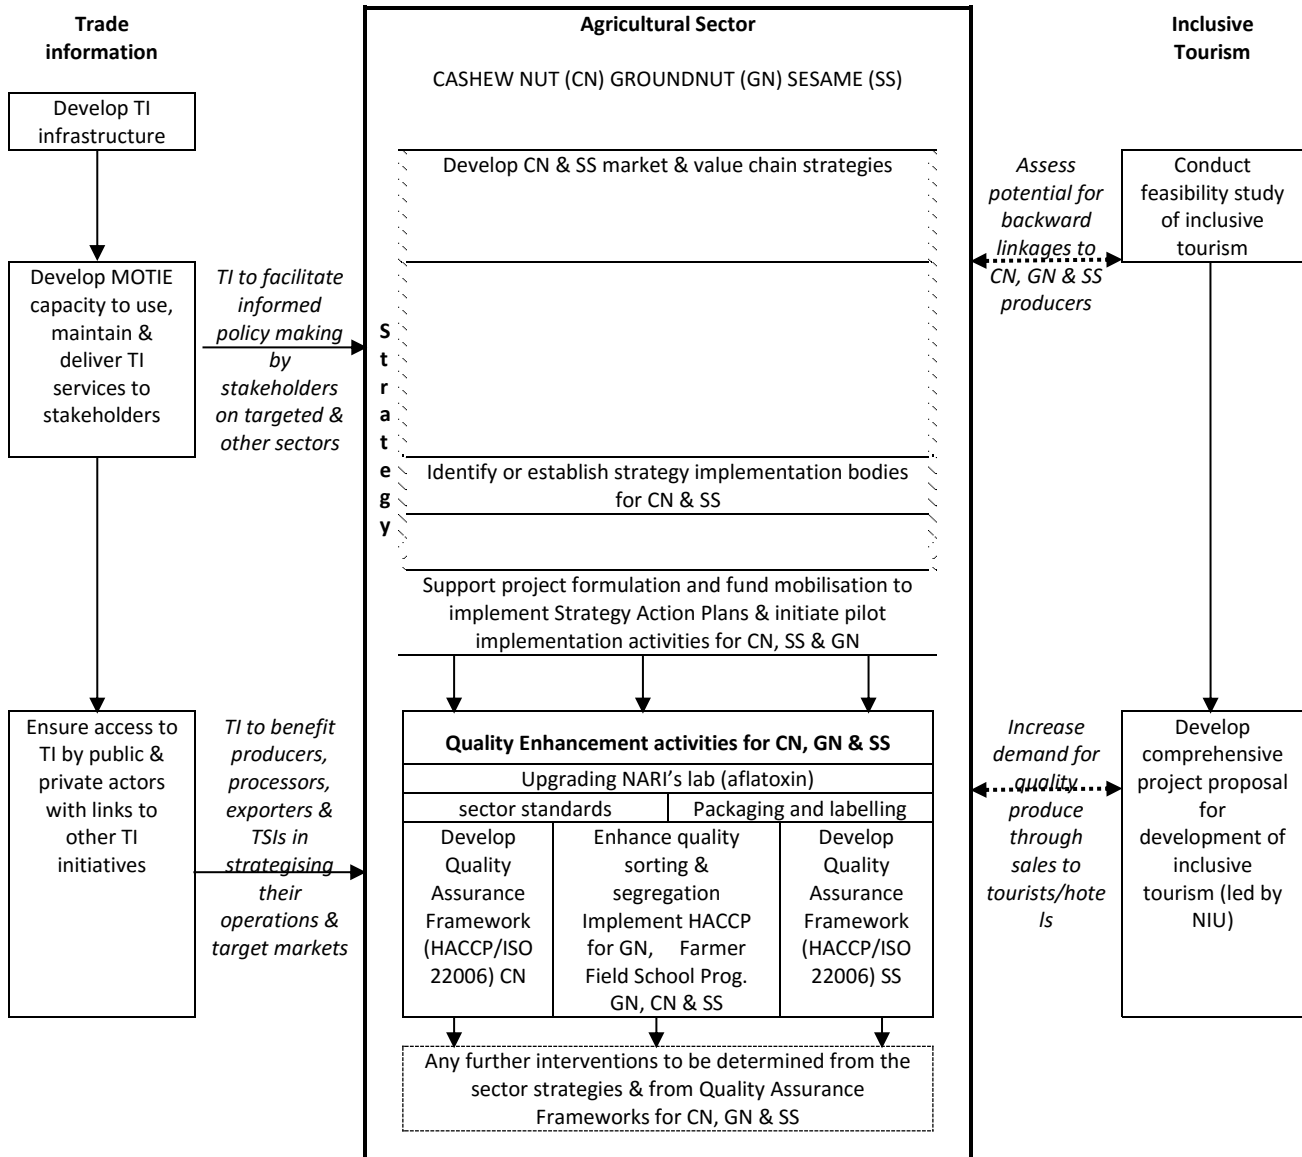 Trade
information
Develop TI
infrastructure
Develop MOTIE
capacity to use,
maintain &
deliver TI
services to
stakeholders
Ensure access to
TI by public &
private actors
with links to
other TI
initiatives
TI to facilitate
informed
policy making
by
stakeholders
on targeted &
other sectors
TI to benefit
producers,
processors,
exporters &
TSIs in
strategising
their
operations &
target markets
Agricultural Sector
CASHEW NUT (CN) GROUNDNUT (GN) SESAME (SS)
S
t
r
a
t
e
g
y
Develop CN & SS market & value chain strategies
Identify or establish strategy implementation bodies
for CN & SS
Support project formulation and fund mobilisation to
implement Strategy Action Plans & initiate pilot
implementation activities for CN, SS & GN
Quality Enhancement activities for CN, GN & SS
Upgrading NARI's lab (aflatoxin)
sector standards
Packaging and labelling
Develop
Quality
Assurance
Framework
(HACCP/ISO
22006) CN
Enhance quality
sorting &
segregation
Implement HACCP
for GN, Farmer
Field School Prog.
GN, CN & SS
Develop
Quality
Assurance
Framework
(HACCP/ISO
22006) SS
Any further interventions to be determined from the
sector strategies & from Quality Assurance
Frameworks for CN, GN & SS
Assess
potential for
backward
linkages to
CN, GN & SS
producers
Increase
demand for
quality
produce
through
sales to
tourists/hote
ls
Inclusive
Tourism
Conduct
feasibility study
of inclusive
tourism
Develop
comprehensive
project proposal
for
development of
inclusive
tourism (led by
NIU)